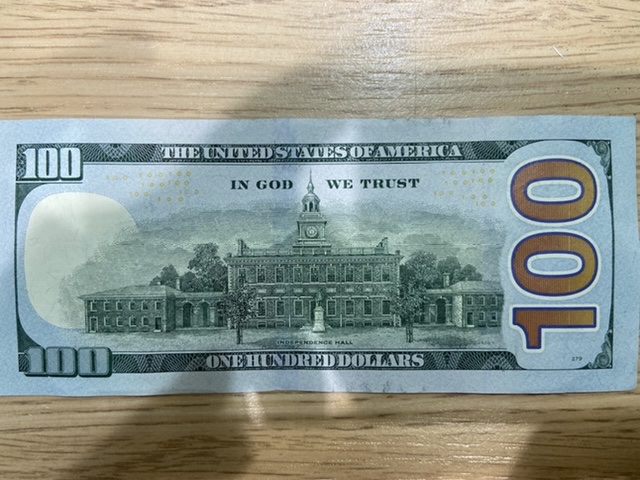 100 THE UNITED STATES OF AMERICA
IN GOD WE TRUST
100
INDEPENDENCE HALL
100 ONE HUNDRED DOLLARS